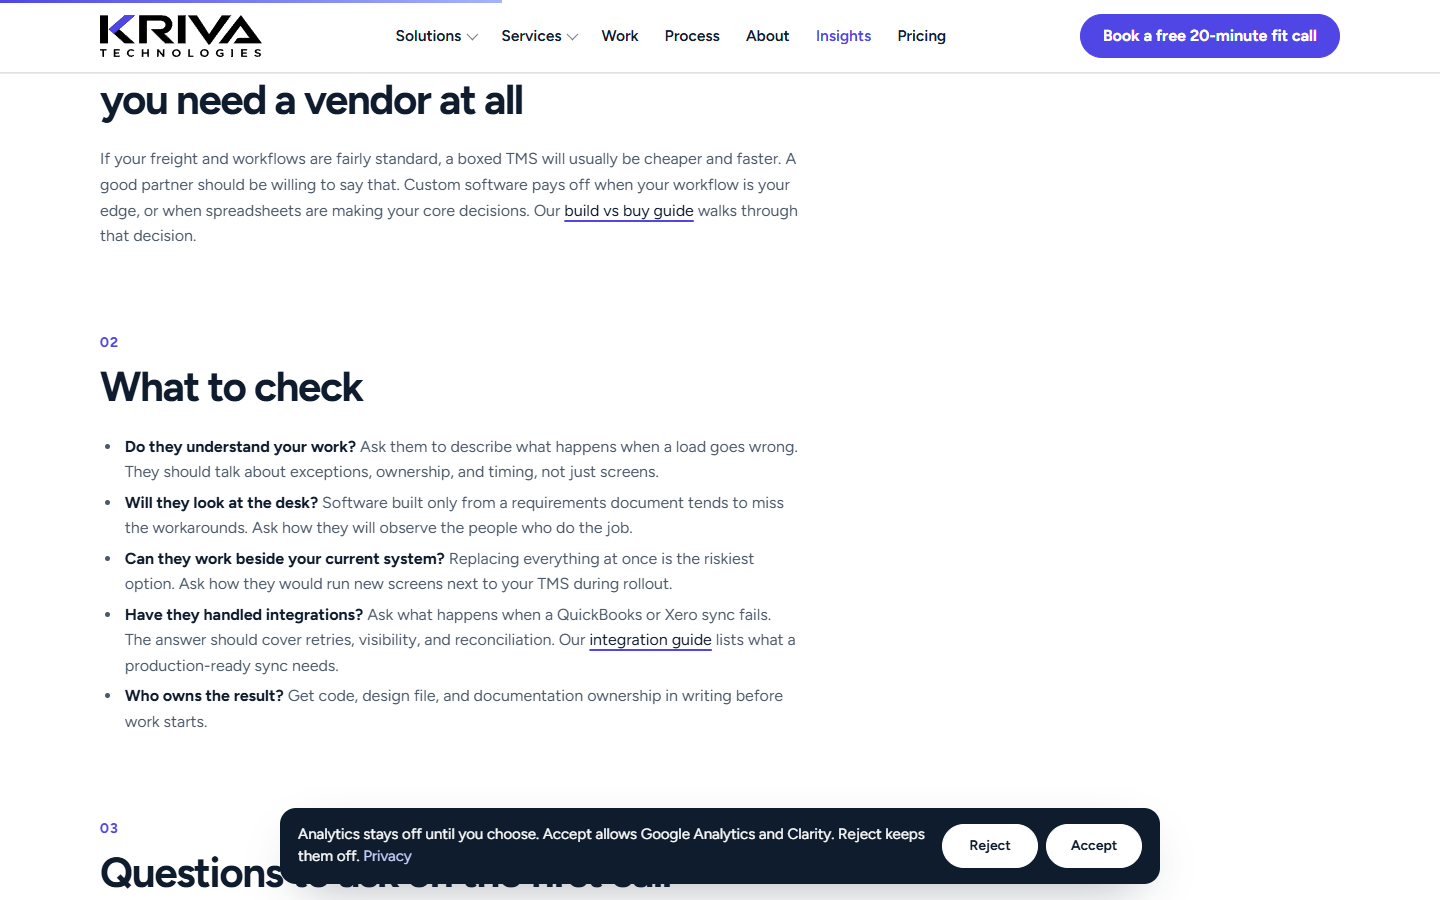 KRIVA
TECHNOLOGIES
Solutions
Services
Work
Process
About
Insights
Pricing
Book a free 20-minute fit call
you need a vendor at all
If your freight and workflows are fairly standard, a boxed TMS will usually be cheaper and faster. A
good partner should be willing to say that. Custom software pays off when your workflow is your
edge, or when spreadsheets are making your core decisions. Our build vs buy guide walks through
that decision.
02
What to check
• Do they understand your work? Ask them to describe what happens when a load goes wrong.
They should talk about exceptions, ownership, and timing, not just screens.
• Will they look at the desk? Software built only from a requirements document tends to miss
the workarounds. Ask how they will observe the people who do the job.
• Can they work beside your current system? Replacing everything at once is the riskiest
option. Ask how they would run new screens next to your TMS during rollout.
• Have they handled integrations? Ask what happens when a QuickBooks or Xero sync fails.
The answer should cover retries, visibility, and reconciliation. Our integration guide lists what a
production-ready sync needs.
• Who owns the result? Get code, design file, and documentation ownership in writing before
work starts.
03
Questions
Analytics stays off until you choose. Accept allows Google Analytics and Clarity. Reject keeps
them off. Privacy
Reject
Accept